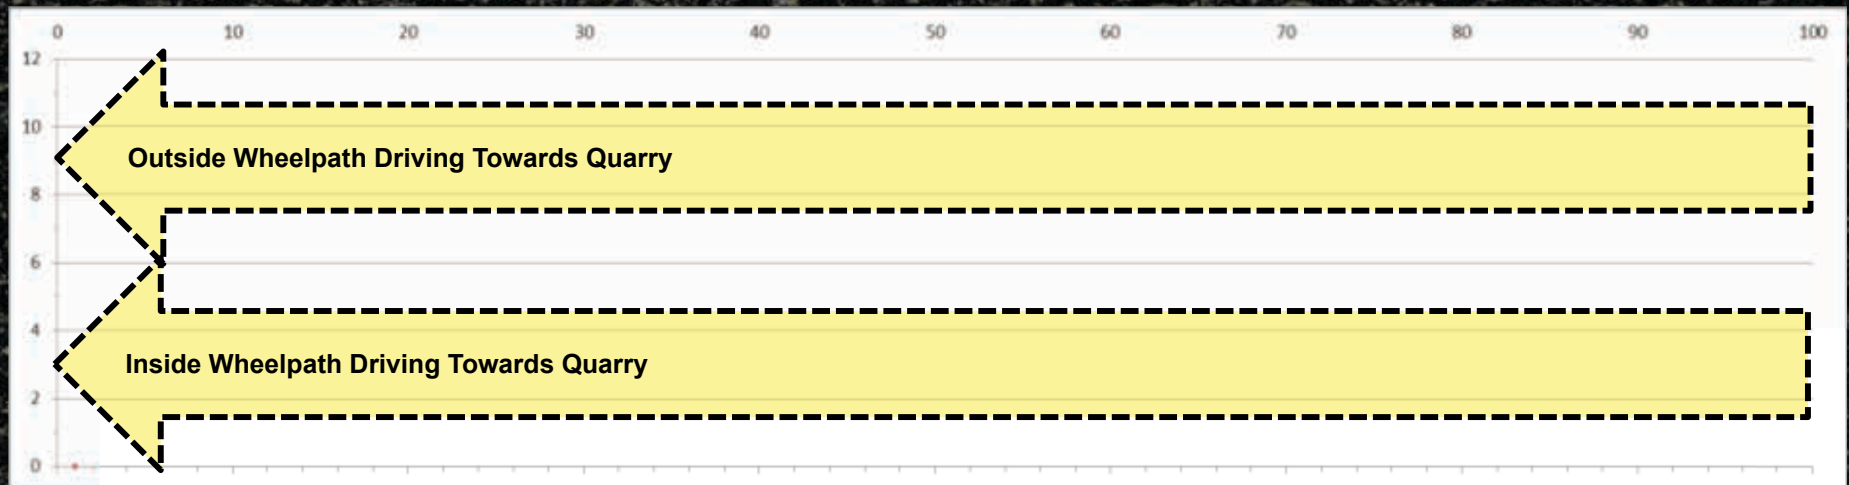 0 10 20 30 40 50 60 70 80 90 100
12
10
Outside Wheelpath Driving Towards Quarry
8
6
4
Inside Wheelpath Driving Towards Quarry
2
0